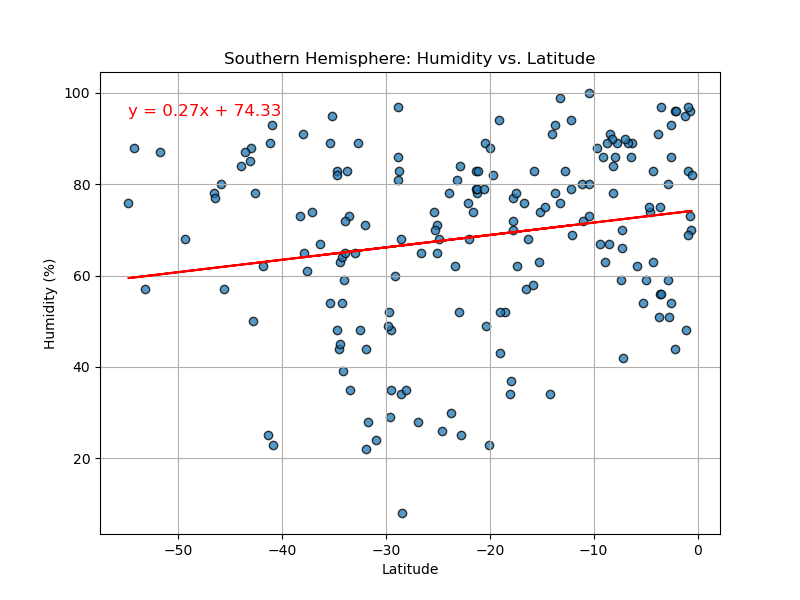 Southern Hemisphere: Humidity vs. Latitude
y = 0.27x + 74.33
100
80
60
40
20
Humidity (%)
−50 −40 −30 −20 −10 0
Latitude